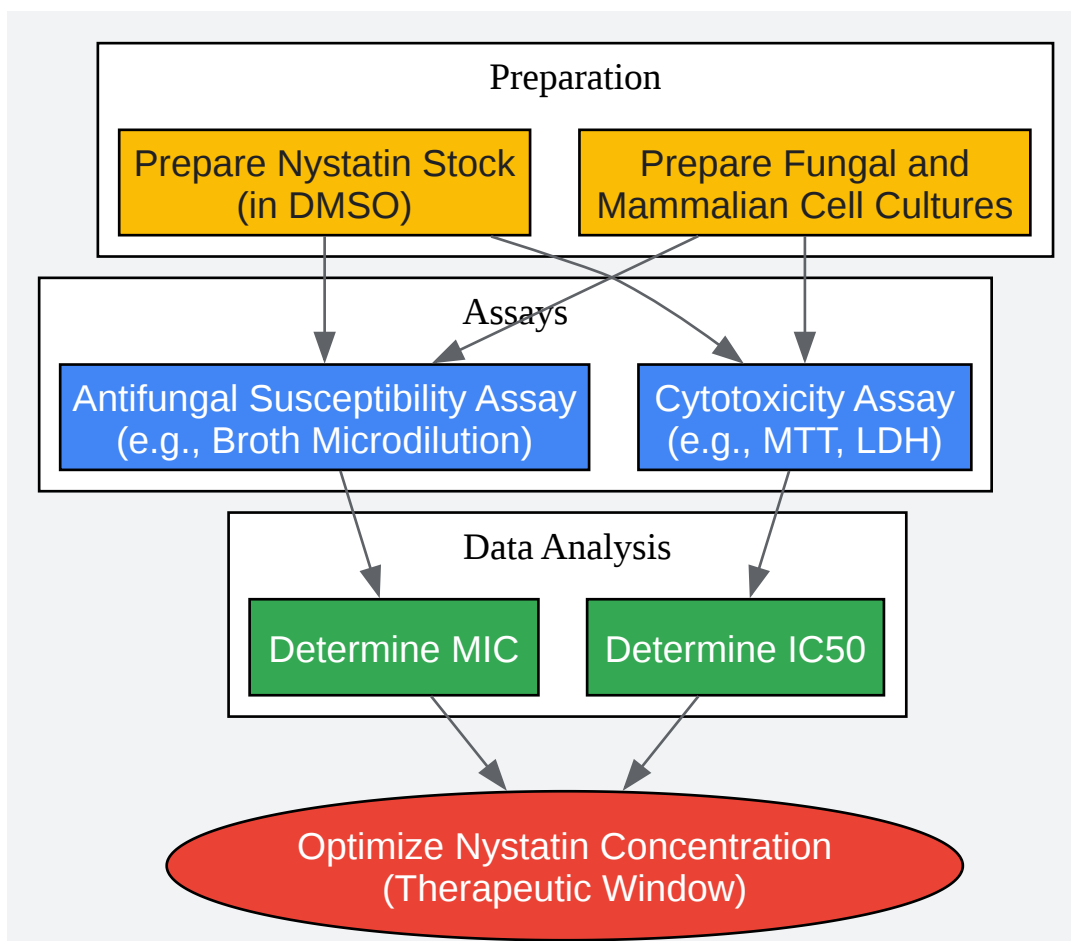 Preparation
Prepare Nystatin Stock
(in DMSO)
Prepare Fungal and
Mammalian Cell Cultures
Assays
Antifungal Susceptibility Assay
(e.g., Broth Microdilution)
Cytotoxicity Assay
(e.g., MTT, LDH)
Data Analysis
Determine MIC
Determine IC50
Optimize Nystatin Concentration
(Therapeutic Window)